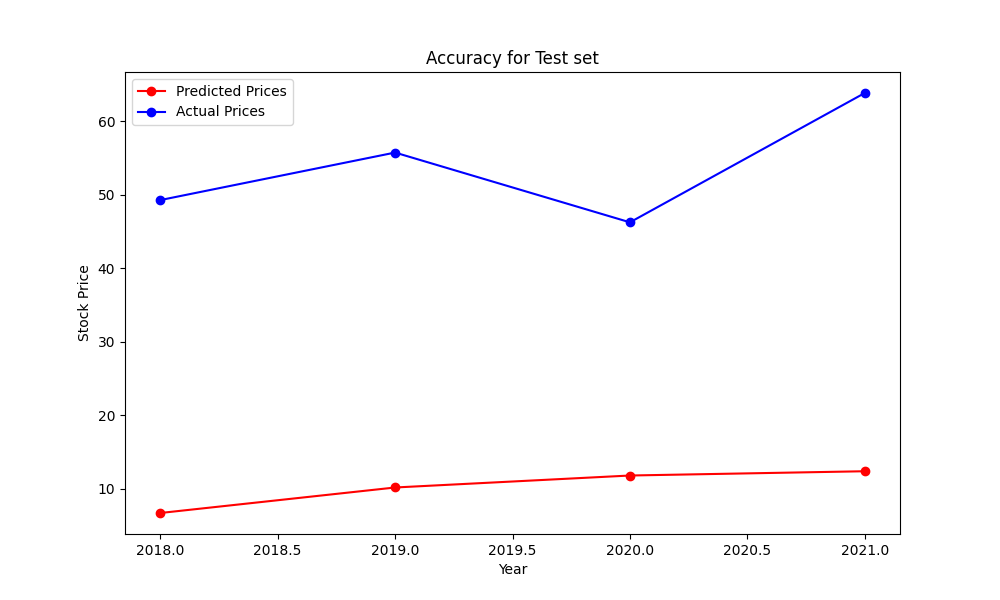 Accuracy for Test set
Predicted Prices
Actual Prices
60
50
40
30
20
10
Stock Price
2018.0 2018.5 2019.0 2019.5 2020.0 2020.5 2021.0
Year